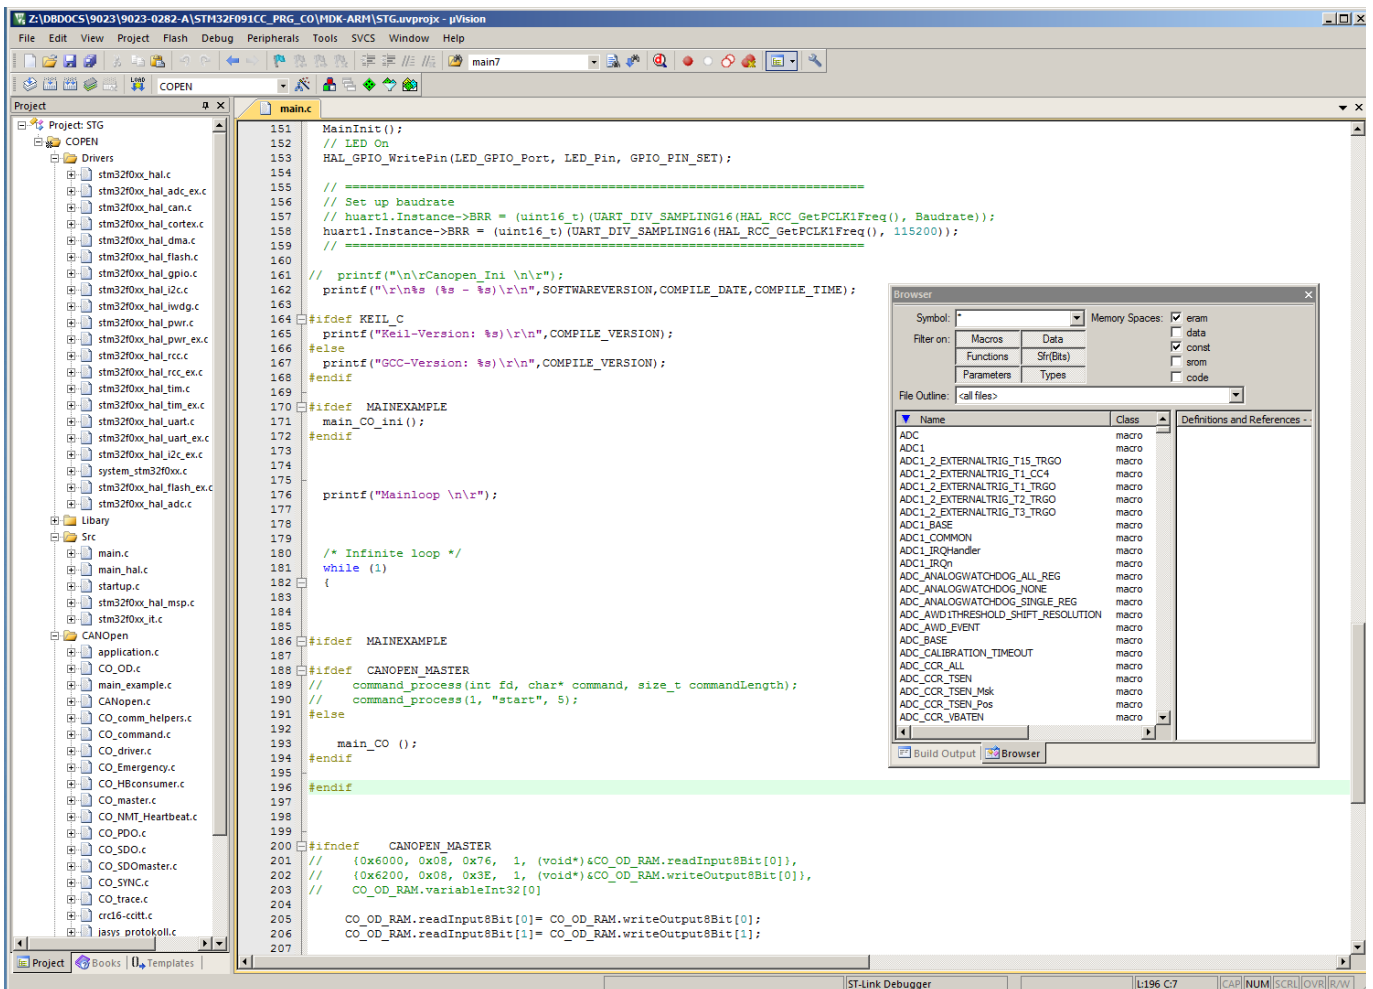 Z:\DBDOCS\9023\9023-0282-A\STM32F091CC_PRG_CO\MDK-ARM\STG.uvprojx - µVision
File Edit View Project Flash Debug Peripherals Tools SVCS Window Help
main7
LOAD COPEN
Project
main.c
Project: STG
COPEN
Drivers
stm32f0xx_hal.c
stm32f0xx_hal_adc_ex.c
stm32f0xx_hal_can.c
stm32f0xx_hal_cortex.c
stm32f0xx_hal_dma.c
stm32f0xx_hal_flash.c
stm32f0xx_hal_gpio.c
stm32f0xx_hal_i2c.c
stm32f0xx_hal_iwdg.c
stm32f0xx_hal_pwr.c
stm32f0xx_hal_pwr_ex.c
stm32f0xx_hal_rcc.c
stm32f0xx_hal_rcc_ex.c
stm32f0xx_hal_tim.c
stm32f0xx_hal_tim_ex.c
stm32f0xx_hal_uart.c
stm32f0xx_hal_uart_ex.c
stm32f0xx_hal_i2c_ex.c
system_stm32f0xx.c
stm32f0xx_hal_flash_ex.c
stm32f0xx_hal_adc.c
Libary
Src
main.c
main_hal.c
startup.c
stm32f0xx_hal_msp.c
stm32f0xx_it.c
CANOpen
application.c
CO_OD.c
main_example.c
CANopen.c
CO_comm_helpers.c
CO_command.c
CO_driver.c
CO_Emergency.c
CO_HBconsumer.c
CO_master.c
CO_NMT_Heartbeat.c
CO_PDO.c
CO_SDO.c
CO_SDOmaster.c
CO_SYNC.c
CO_trace.c
crc16-ccitt.c
jasys_protokoll.c
Project Books Templates
151 MainInit();
152 // LED On
153 HAL_GPIO_WritePin(LED_GPIO_Port, LED_Pin, GPIO_PIN_SET);
154
155 // =======================================================================
156 // Set up baudrate
157 // huart1.Instance->BRR = (uint16_t)(UART_DIV_SAMPLING16(HAL_RCC_GetPCLK1Freq(), Baudrate));
158 huart1.Instance->BRR = (uint16_t)(UART_DIV_SAMPLING16(HAL_RCC_GetPCLK1Freq(), 115200));
159 // =======================================================================
160
161 // printf("\n\rCanopen_Ini \n\r");
162 printf("\r\n%s (%s - %s)\r\n",SOFTWAREVERSION,COMPILE_DATE,COMPILE_TIME);
163
164 #ifdef KEIL_C
165 printf("Keil-Version: %s)\r\n",COMPILE_VERSION);
166 #else
167 printf("GCC-Version: %s)\r\n",COMPILE_VERSION);
168 #endif
169
170 #ifdef MAINEXAMPLE
171 main_CO_ini();
172 #endif
173
174
175
176 printf("Mainloop \n\r");
177
178
179
180 /* Infinite loop */
181 while (1)
182 {
183
184
185
186 #ifdef MAINEXAMPLE
187
188 #ifdef CANOPEN_MASTER
189 // command_process(int fd, char* command, size_t commandLength);
190 // command_process(1, "start", 5);
191 #else
192
193 main_CO ();
194 #endif
195
196 #endif
197
198
199
200 #ifndef CANOPEN_MASTER
201 // {0x6000, 0x08, 0x76, 1, (void*)&CO_OD_RAM.readInput8Bit[0]},
202 // {0x6200, 0x08, 0x3E, 1, (void*)&CO_OD_RAM.writeOutput8Bit[0]},
203 // CO_OD_RAM.variableInt32[0]
204
205 CO_OD_RAM.readInput8Bit[0]= CO_OD_RAM.writeOutput8Bit[0];
206 CO_OD_RAM.readInput8Bit[1]= CO_OD_RAM.writeOutput8Bit[1];
207
Browser
Symbol: * Memory Spaces: eram
data
const
srom
code
Filter on: Macros Data
Functions Sfr(Bits)
Parameters Types
File Outline: <all files>
Name Class Definitions and References -
ADC macro
ADC1 macro
ADC1_2_EXTERNALTRIG_T15_TRGO macro
ADC1_2_EXTERNALTRIG_T1_CC4 macro
ADC1_2_EXTERNALTRIG_T1_TRGO macro
ADC1_2_EXTERNALTRIG_T2_TRGO macro
ADC1_2_EXTERNALTRIG_T3_TRGO macro
ADC1_BASE macro
ADC1_COMMON macro
ADC1_IRQHandler macro
ADC1_IRQn macro
ADC_ANALOGWATCHDOG_ALL_REG macro
ADC_ANALOGWATCHDOG_NONE macro
ADC_ANALOGWATCHDOG_SINGLE_REG macro
ADC_AWD1THRESHOLD_SHIFT_RESOLUTION macro
ADC_AWD_EVENT macro
ADC_BASE macro
ADC_CALIBRATION_TIMEOUT macro
ADC_CCR_ALL macro
ADC_CCR_TSEN macro
ADC_CCR_TSEN_Msk macro
ADC_CCR_TSEN_Pos macro
ADC_CCR_VBATEN macro
Build Output Browser
ST-Link Debugger L:196 C:7 CAP NUM SCRL OVR R/W